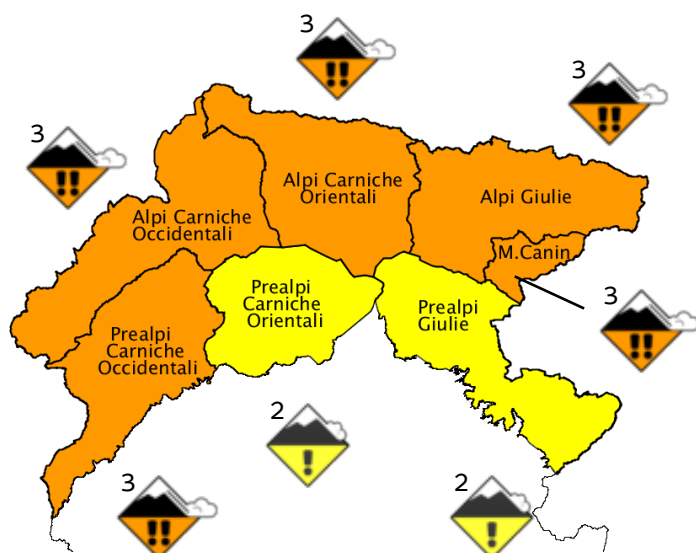 3
3
3
Alpi Carniche
Orientali
Alpi Giulie
Alpi Carniche
Occidentali
M.Canin
Prealpi
Carniche
Orientali
Prealpi
Giulie
3
Prealpi
Carniche
Occidentali
2
3
2